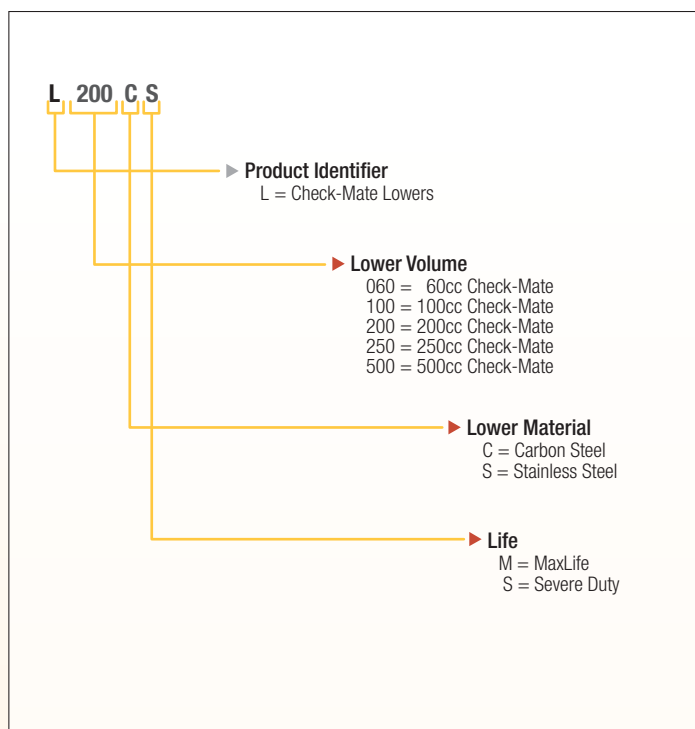 L 200 C S
Product Identifier
L = Check-Mate Lowers
Lower Volume
060 = 60cc Check-Mate
100 = 100cc Check-Mate
200 = 200cc Check-Mate
250 = 250cc Check-Mate
500 = 500cc Check-Mate
Lower Material
C = Carbon Steel
S = Stainless Steel
Life
M = MaxLife
S = Severe Duty